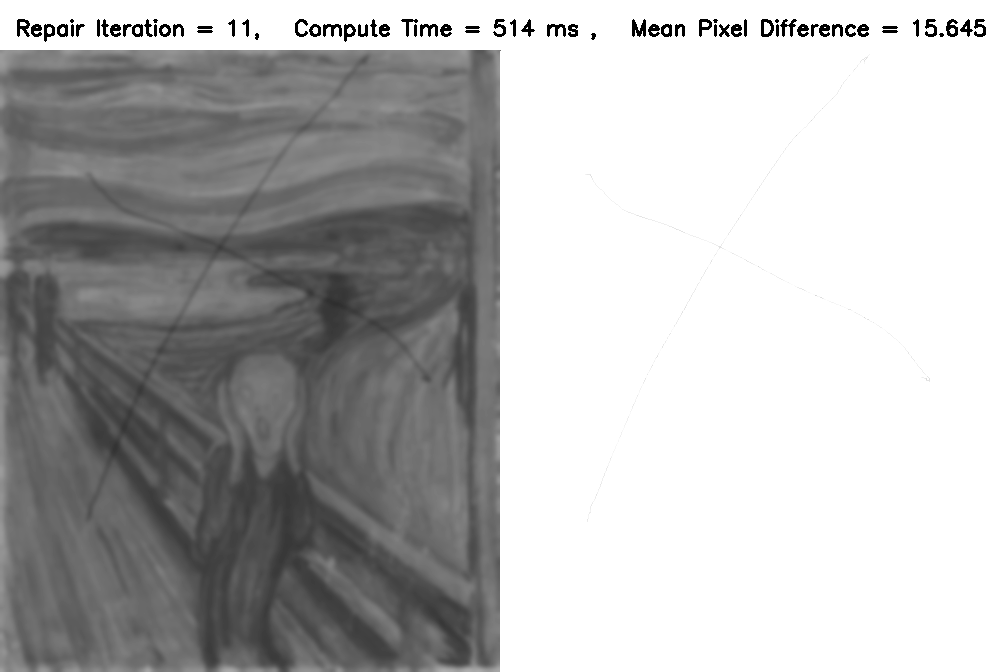 Repair Iteration = 11,   Compute Time = 514 ms ,   Mean Pixel Difference = 15.645